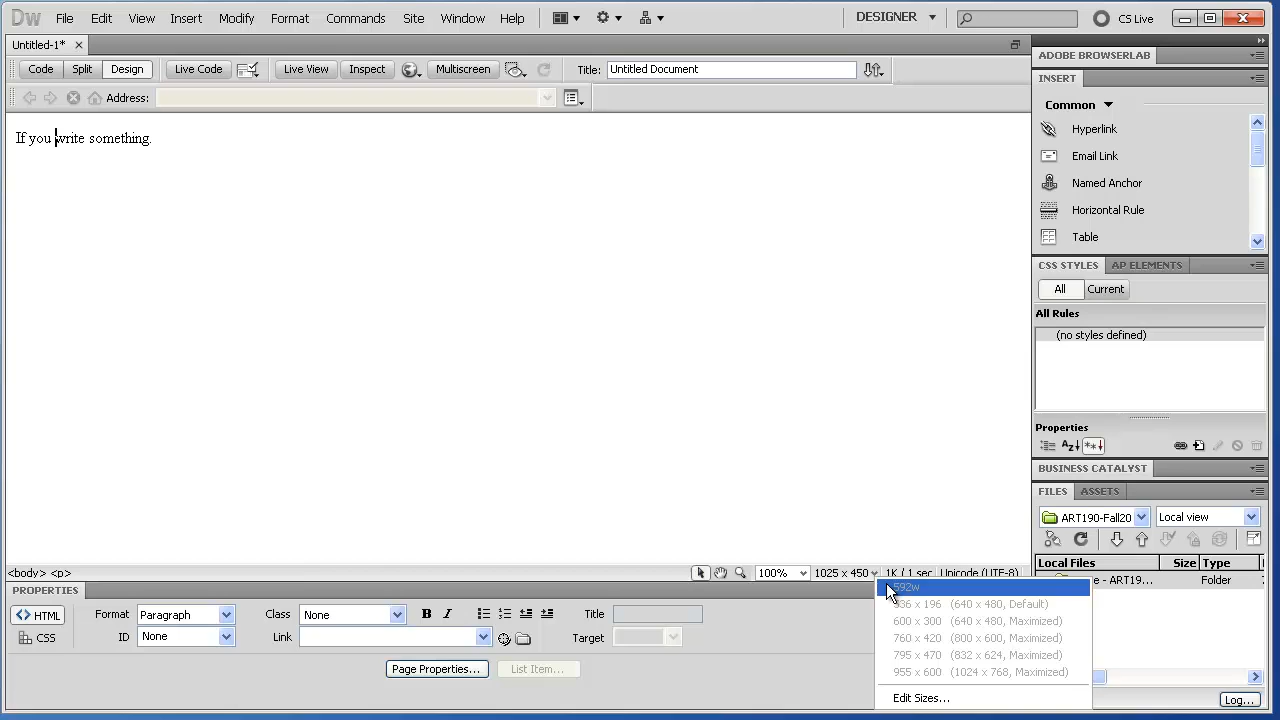 Dw File Edit View Insert Modify Format Commands Site Window Help DESIGNER CS Live
Untitled-1*
Code Split Design Live Code Live View Inspect Multiscreen Title: Untitled Document
Address:
If you write something.
ADOBE BROWSERLAB
INSERT
Common
Hyperlink
Email Link
Named Anchor
Horizontal Rule
Table
CSS STYLES AP ELEMENTS
All Current
All Rules
(no styles defined)
Properties
BUSINESS CATALYST
FILES ASSETS
ART190-Fall20 Local view
Local Files Size Type
e - ART19... Folder
<body> <p> 100% 1025 x 450 1K / 1 sec Unicode (UTF-8)
PROPERTIES
HTML Format Paragraph Class None B I Title
CSS ID None Link Target
Page Properties... List Item...
592w
536 x 196 (640 x 480, Default)
600 x 300 (640 x 480, Maximized)
760 x 420 (800 x 600, Maximized)
795 x 470 (832 x 624, Maximized)
955 x 600 (1024 x 768, Maximized)
Edit Sizes...
Log...